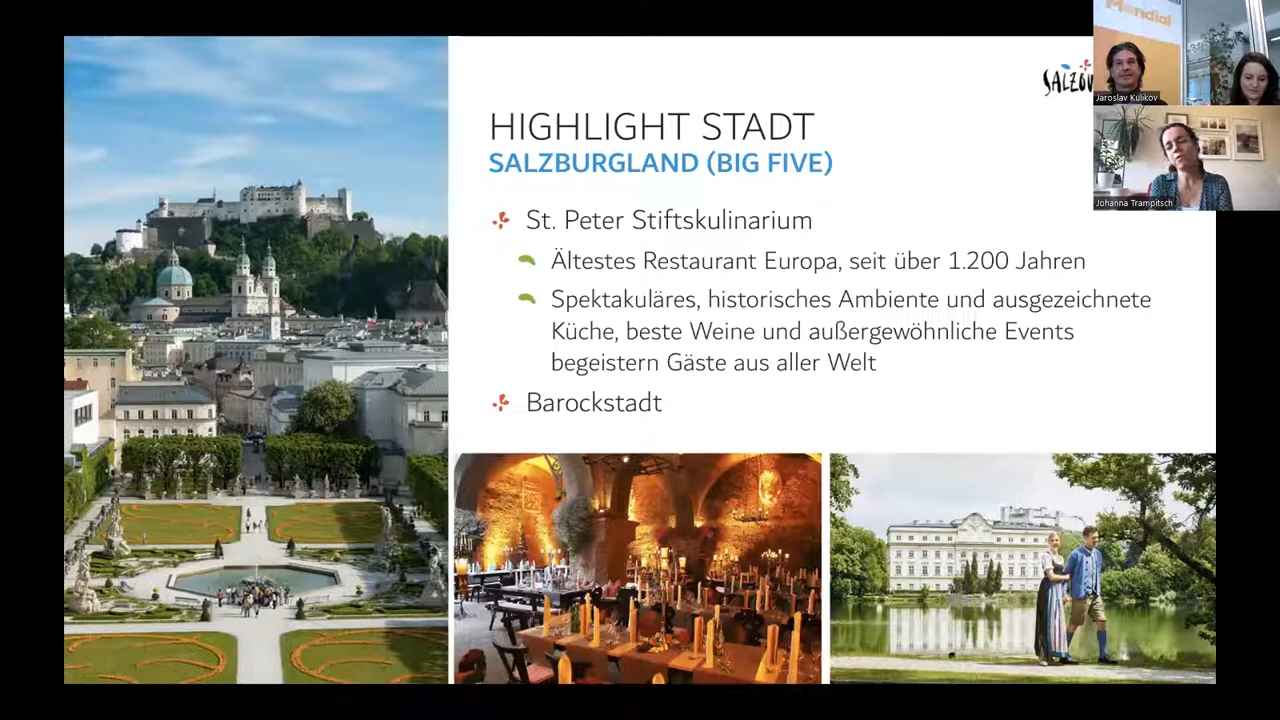 Mondial
Jaroslav Kulikov
HIGHLIGHT STADT
SALZBURGLAND (BIG FIVE)
Johanna Trampitsch
St. Peter Stiftskulinarium
Ältestes Restaurant Europa, seit über 1.200 Jahren
Spektakuläres, historisches Ambiente und ausgezeichnete
Küche, beste Weine und außergewöhnliche Events
begeistern Gäste aus aller Welt
Barockstadt